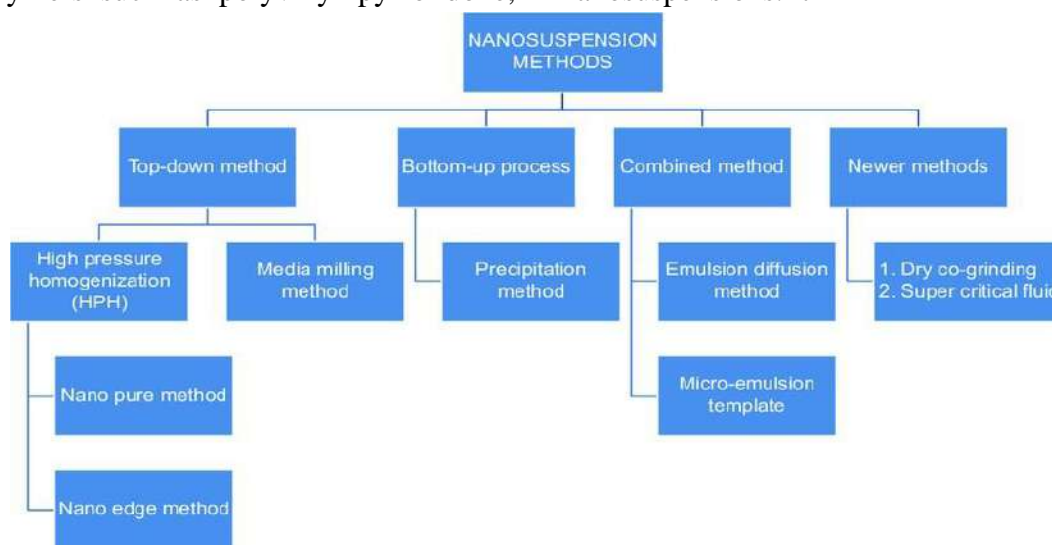 NANOSUSPENSION
METHODS
Top-down method
Bottom-up process
Combined method
Newer methods
High pressure
homogenization
(HPH)
Media milling
method
Precipitation
method
Emulsion diffusion
method
1. Dry co-grinding
2. Super critical fluid
Nano pure method
Micro-emulsion
template
Nano edge method